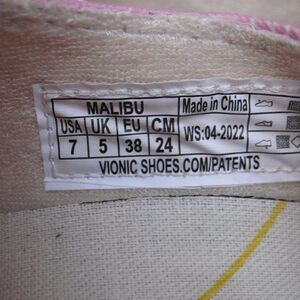 MALIBU
Made in China
USA UK EU CM
7 5 38 24
WS:04-2022
VIONIC SHOES.COM/PATENTS